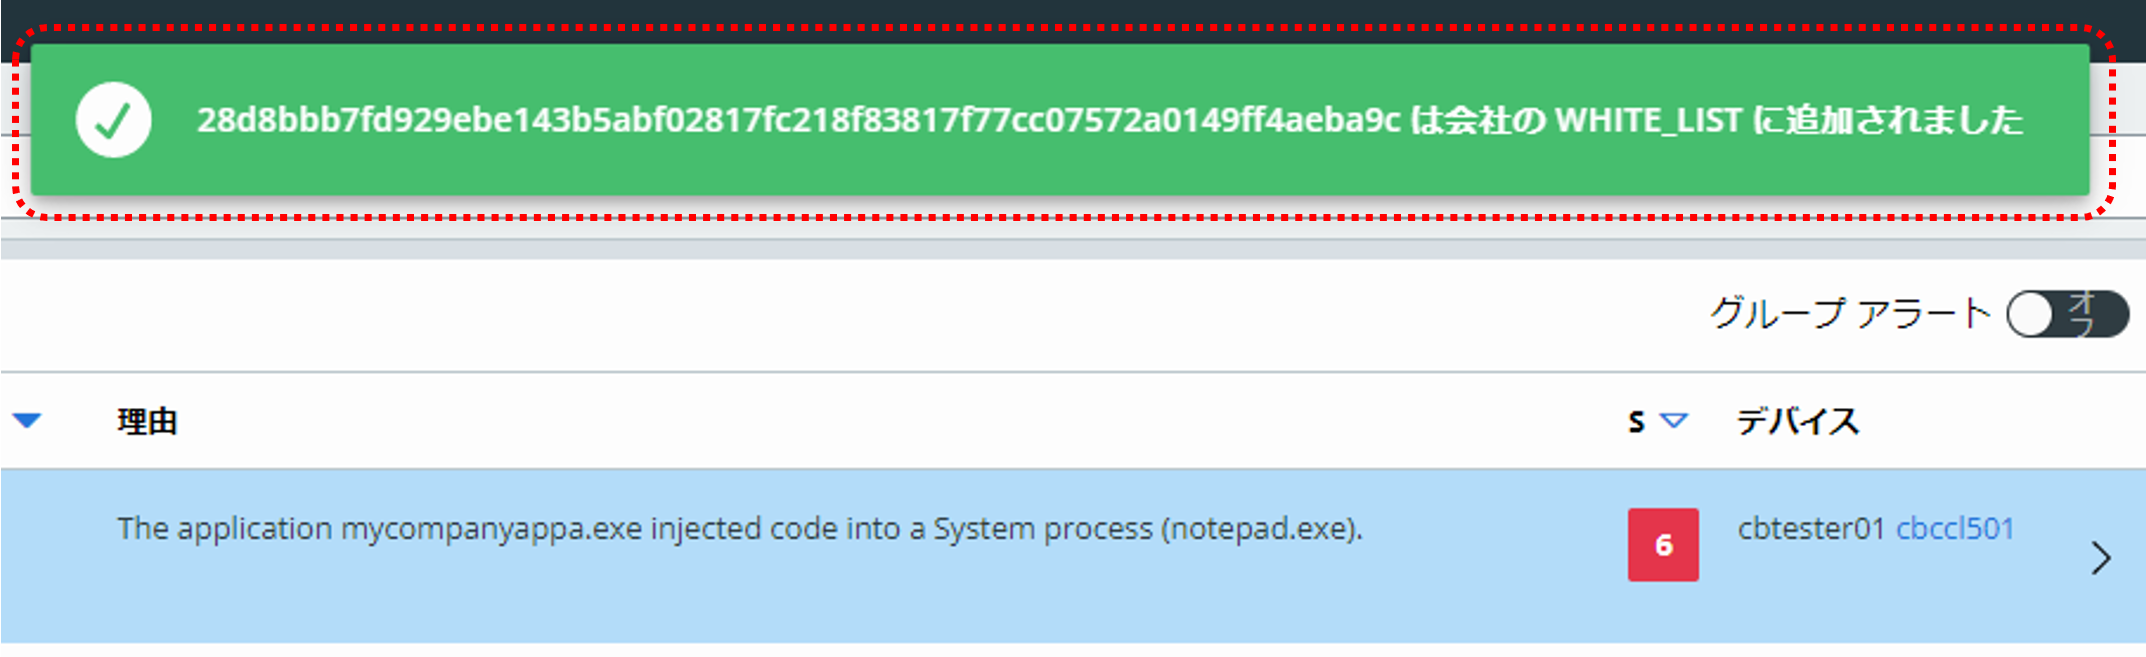 28d8bbb7fd929ebe143b5abf02817fc218f83817f77cc07572a0149ff4aeba9c は会社の WHITE_LIST に追加されました
グループ アラート オフ
理由 S デバイス
The application mycompanyappa.exe injected code into a System process (notepad.exe). 6 cbtester01 cbccl501